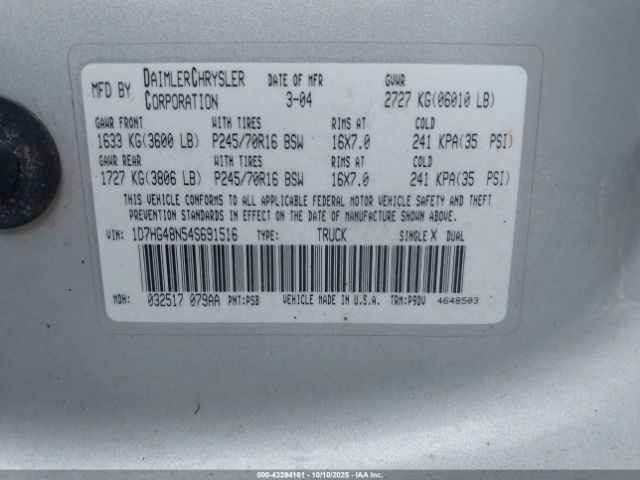 MFD BY DAIMLERCHRYSLER CORPORATION DATE OF MFR 3-04 GVWR 2727 KG(06010 LB)
GAWR FRONT WITH TIRES RIMS AT COLD
1633 KG(3600 LB) P245/70R16 BSW 16X7.0 241 KPA(35 PSI)
GAWR REAR WITH TIRES RIMS AT COLD
1727 KG(3806 LB) P245/70R16 BSW 16X7.0 241 KPA(35 PSI)
THIS VEHICLE CONFORMS TO ALL APPLICABLE FEDERAL MOTOR VEHICLE SAFETY AND THEFT
PREVENTION STANDARDS IN EFFECT ON THE DATE OF MANUFACTURE SHOWN ABOVE.
VIN: 1D7HG48N54S691516 TYPE: TRUCK SINGLE X DUAL
MDH: 032517 079AA PNT:PSB VEHICLE MADE IN U.S.A. TRM:P9DV 4648503
000-43394161 - 10/10/2025 - COPYRIGHT IAA, INC.